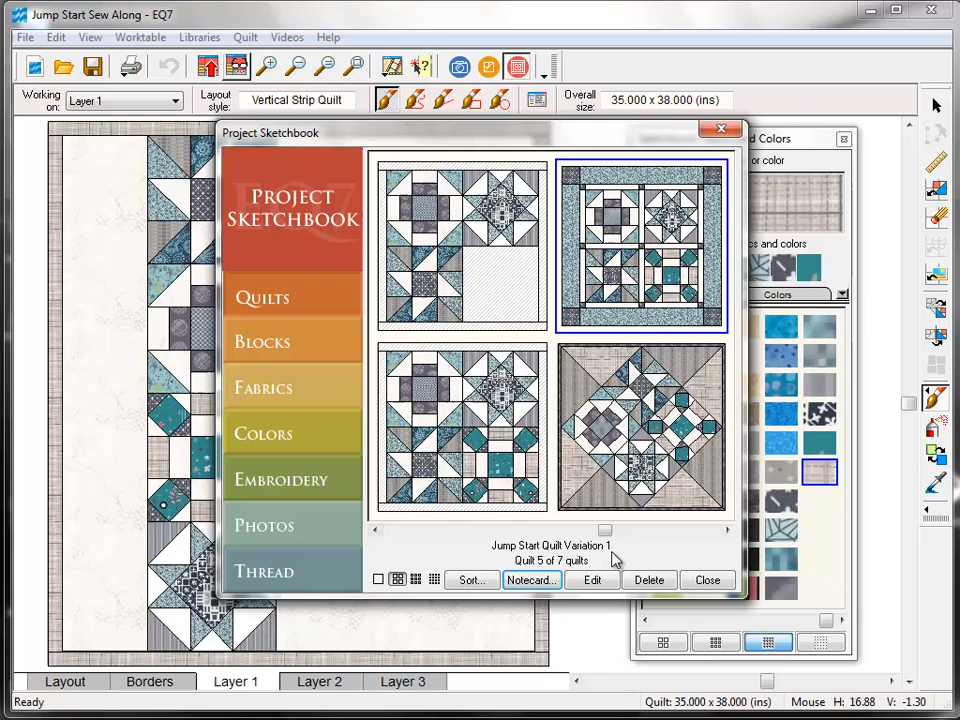 Jump Start Sew Along - EQ7
File Edit View Worktable Libraries Quilt Videos Help
Working on: Layer 1 Layout style: Vertical Strip Quilt Overall size: 35.000 x 38.000 (ins)
Project Sketchbook
d Colors
or color
cs and colors
Colors
PROJECT
SKETCHBOOK
QUILTS
BLOCKS
FABRICS
COLORS
EMBROIDERY
PHOTOS
THREAD
Jump Start Quilt Variation 1
Quilt 5 of 7 quilts
Sort... Notecard... Edit Delete Close
Layout Borders Layer 1 Layer 2 Layer 3
Ready Quilt: 35.000 x 38.000 (ins) Mouse H: 16.88 V: -1.30